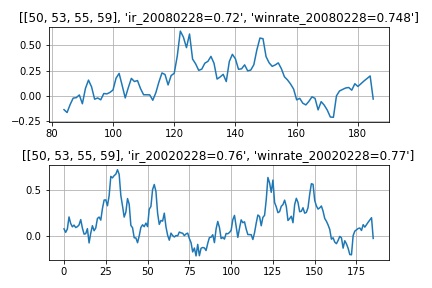 [[50, 53, 55, 59], 'ir_20080228=0.72', 'winrate_20080228=0.748']
0.50
0.25
0.00
−0.25
80 100 120 140 160 180
[[50, 53, 55, 59], 'ir_20020228=0.76', 'winrate_20020228=0.77']
0.5
0.0
0 25 50 75 100 125 150 175